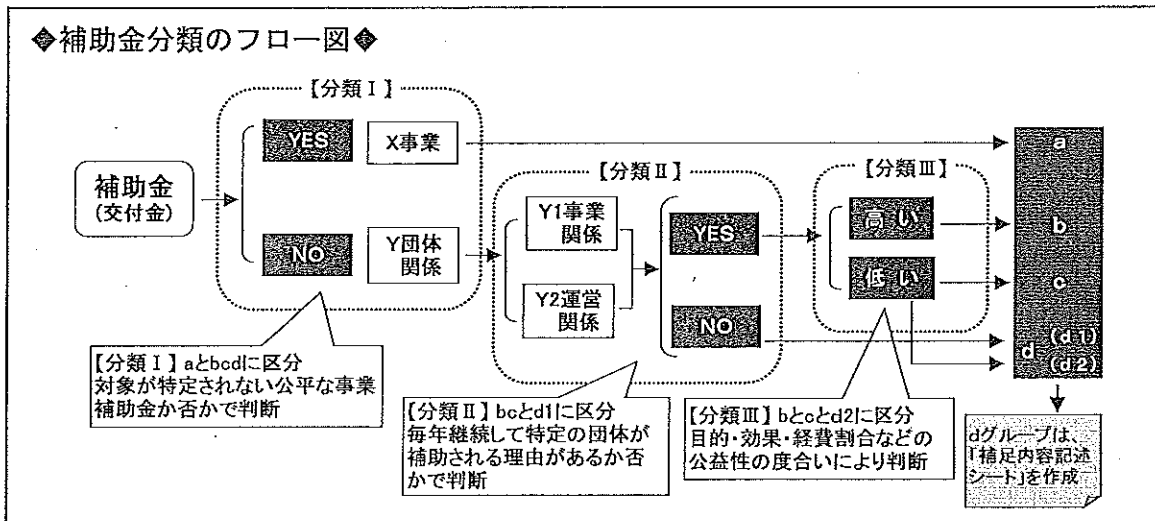 ◆補助金分類のフロー図◆
【分類Ⅰ】
YES
X事業
a
補助金
(交付金)
【分類Ⅱ】
【分類Ⅲ】
Y1事業
関係
YES
高い
b
NO
Y団体
関係
Y2運営
関係
NO
低い
c
d (d1)
(d2)
【分類Ⅰ】aとbcdに区分
対象が特定されない公平な事業
補助金か否かで判断
【分類Ⅱ】bcとd1に区分
毎年継続して特定の団体が
補助される理由があるか否
かで判断
【分類Ⅲ】bとcとd2に区分
目的・効果・経費割合などの
公益性の度合いにより判断
dグループは、
「補足内容記述
シート」を作成